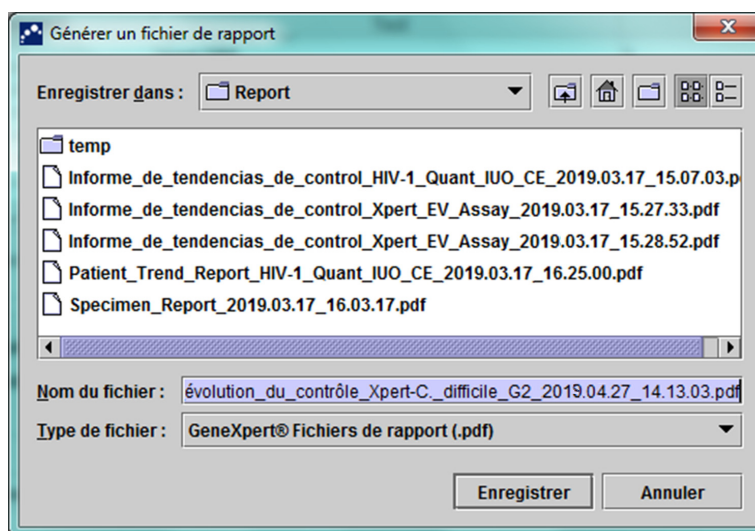 Générer un fichier de rapport
Enregistrer dans :
Report
temp
Informe_de_tendencias_de_control_HIV-1_Quant_IUO_CE_2019.03.17_15.07.03.p
Informe_de_tendencias_de_control_Xpert_EV_Assay_2019.03.17_15.27.33.pdf
Informe_de_tendencias_de_control_Xpert_EV_Assay_2019.03.17_15.28.52.pdf
Patient_Trend_Report_HIV-1_Quant_IUO_CE_2019.03.17_16.25.00.pdf
Specimen_Report_2019.03.17_16.03.17.pdf
Nom du fichier : évolution_du_contrôle_Xpert-C._difficile_G2_2019.04.27_14.13.03.pdf
Type de fichier : GeneXpert® Fichiers de rapport (.pdf)
Enregistrer
Annuler